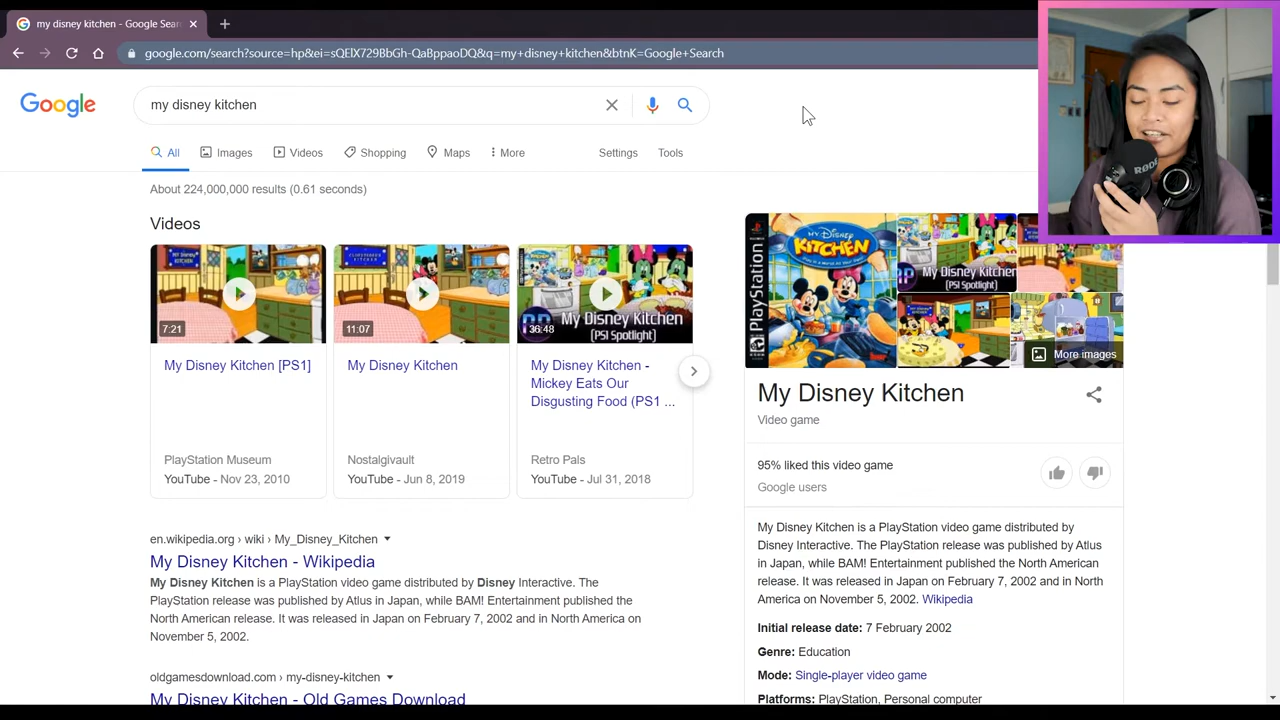 my disney kitchen - Google Sear
google.com/search?source=hp&ei=sQElX729BbGh-QaBppaoDQ&q=my+disney+kitchen&btnK=Google+Search
Google
my disney kitchen
All
Images
Videos
Shopping
Maps
More
Settings
Tools
About 224,000,000 results (0.61 seconds)
Videos
7:21
11:07
36:48
My Disney Kitchen
[PS1 Spotlight]
My Disney Kitchen [PS1]
PlayStation Museum
YouTube - Nov 23, 2010
My Disney Kitchen
Nostalgivault
YouTube - Jun 8, 2019
My Disney Kitchen -
Mickey Eats Our
Disgusting Food (PS1 ...
Retro Pals
YouTube - Jul 31, 2018
en.wikipedia.org › wiki › My_Disney_Kitchen
My Disney Kitchen - Wikipedia
My Disney Kitchen is a PlayStation video game distributed by Disney Interactive. The
PlayStation release was published by Atlus in Japan, while BAM! Entertainment published the
North American release. It was released in Japan on February 7, 2002 and in North America on
November 5, 2002.
oldgamesdownload.com › my-disney-kitchen
My Disney Kitchen - Old Games Download
PlayStation
MY DISNEY
KITCHEN
My Disney Kitchen
[PS1 Spotlight]
More images
My Disney Kitchen
Video game
95% liked this video game
Google users
My Disney Kitchen is a PlayStation video game distributed by
Disney Interactive. The PlayStation release was published by Atlus
in Japan, while BAM! Entertainment published the North American
release. It was released in Japan on February 7, 2002 and in North
America on November 5, 2002. Wikipedia
Initial release date: 7 February 2002
Genre: Education
Mode: Single-player video game
Platforms: PlayStation, Personal computer
RØDE